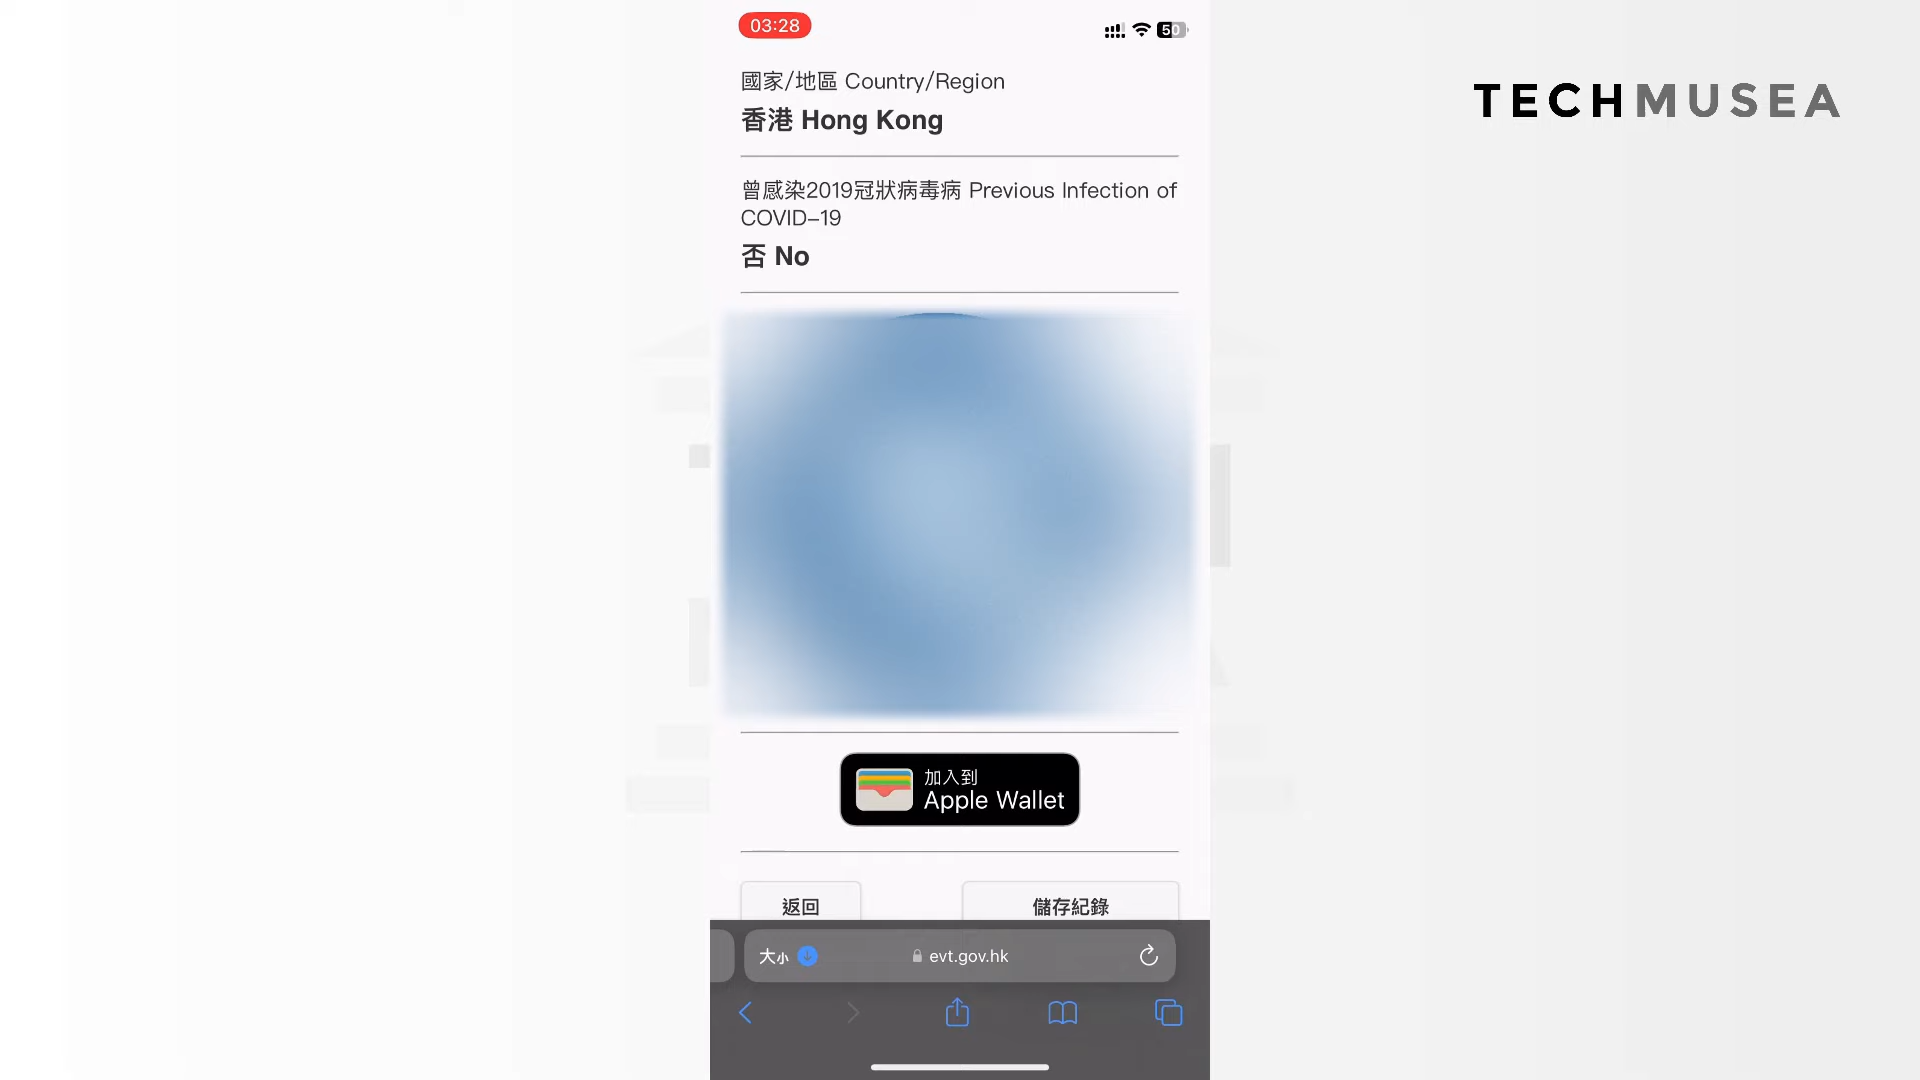 03:28
50
TECHMUSEA
國家/地區 Country/Region
香港 Hong Kong
曾感染2019冠狀病毒病 Previous Infection of
COVID-19
否 No
加入到
Apple Wallet
返回
儲存紀錄
大小
evt.gov.hk